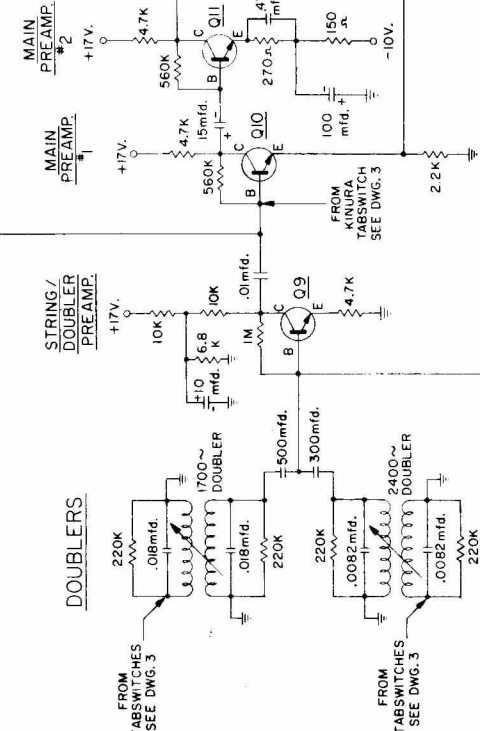 MAIN
PREAMP.
#2
+17V.
4.7K
560K
Q11
C
E
B
270Ω
150
Ω
-10V.
-
100
mfd.
+
15mfd.
-
+
MAIN
PREAMP.
#1
+17V.
4.7K
560K
Q10
C
E
B
2.2K
FROM
KINURA
TABSWITCH
SEE DWG. 3
.01mfd.
STRING/
DOUBLER
PREAMP.
+17V.
10K
10K
6.8
K
+10
mfd.
-
1M
Q9
C
E
B
4.7K
500mfd.
300mfd.
DOUBLERS
220K
.018mfd.
1700~
DOUBLER
.018mfd.
220K
FROM
TABSWITCHES
SEE DWG. 3
220K
.0082mfd.
2400~
DOUBLER
.0082mfd.
220K
FROM
TABSWITCHES
SEE DWG. 3